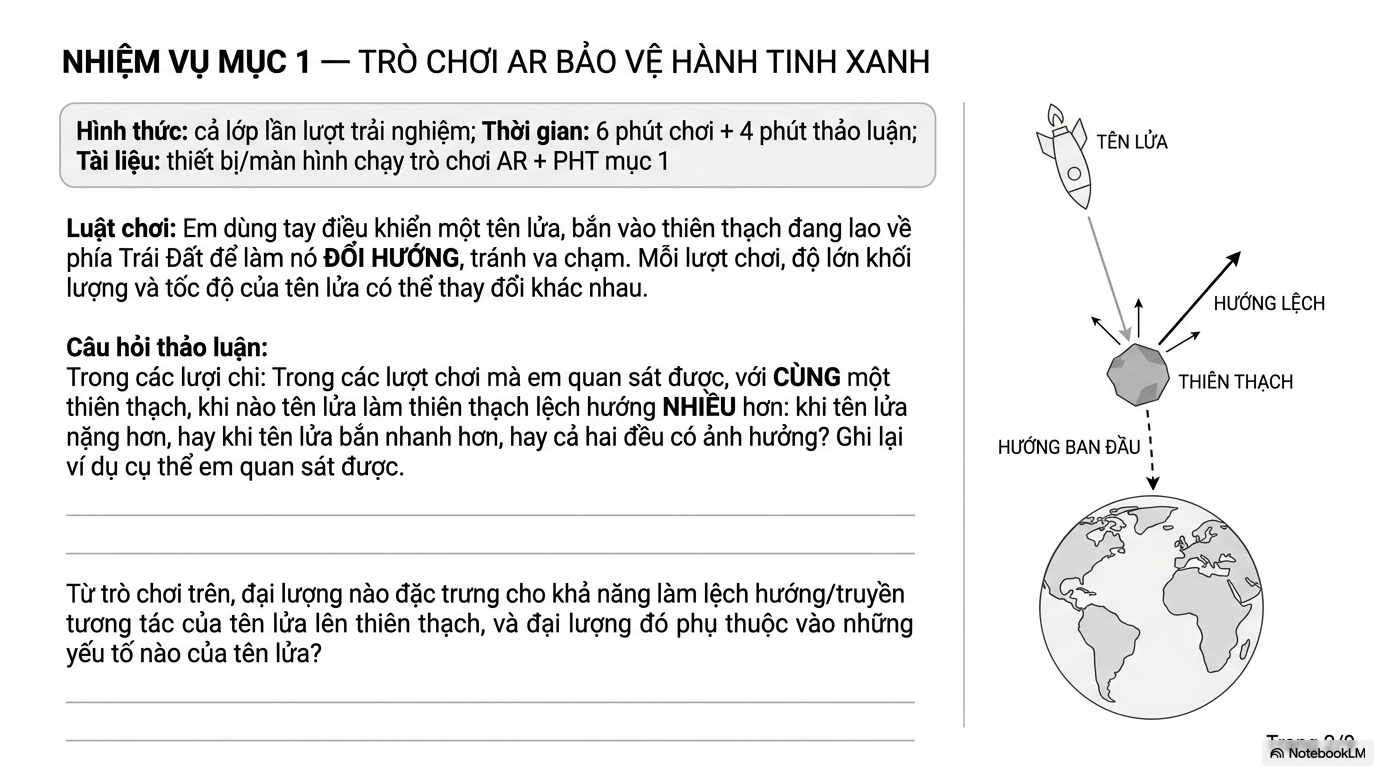 NHIỆM VỤ MỤC 1 — TRÒ CHƠI AR BẢO VỆ HÀNH TINH XANH
Hình thức: cả lớp lần lượt trải nghiệm; Thời gian: 6 phút chơi + 4 phút thảo luận;
Tài liệu: thiết bị/màn hình chạy trò chơi AR + PHT mục 1
Luật chơi: Em dùng tay điều khiển một tên lửa, bắn vào thiên thạch đang lao về
phía Trái Đất để làm nó ĐỔI HƯỚNG, tránh va chạm. Mỗi lượt chơi, độ lớn khối
lượng và tốc độ của tên lửa có thể thay đổi khác nhau.
Câu hỏi thảo luận:
Trong các lượi chi: Trong các lượt chơi mà em quan sát được, với CÙNG một
thiên thạch, khi nào tên lửa làm thiên thạch lệch hướng NHIỀU hơn: khi tên lửa
nặng hơn, hay khi tên lửa bắn nhanh hơn, hay cả hai đều có ảnh hưởng? Ghi lại
ví dụ cụ thể em quan sát được.
Từ trò chơi trên, đại lượng nào đặc trưng cho khả năng làm lệch hướng/truyền
tương tác của tên lửa lên thiên thạch, và đại lượng đó phụ thuộc vào những
yếu tố nào của tên lửa?
TÊN LỬA
HƯỚNG LỆCH
THIÊN THẠCH
HƯỚNG BAN ĐẦU
NotebookLM